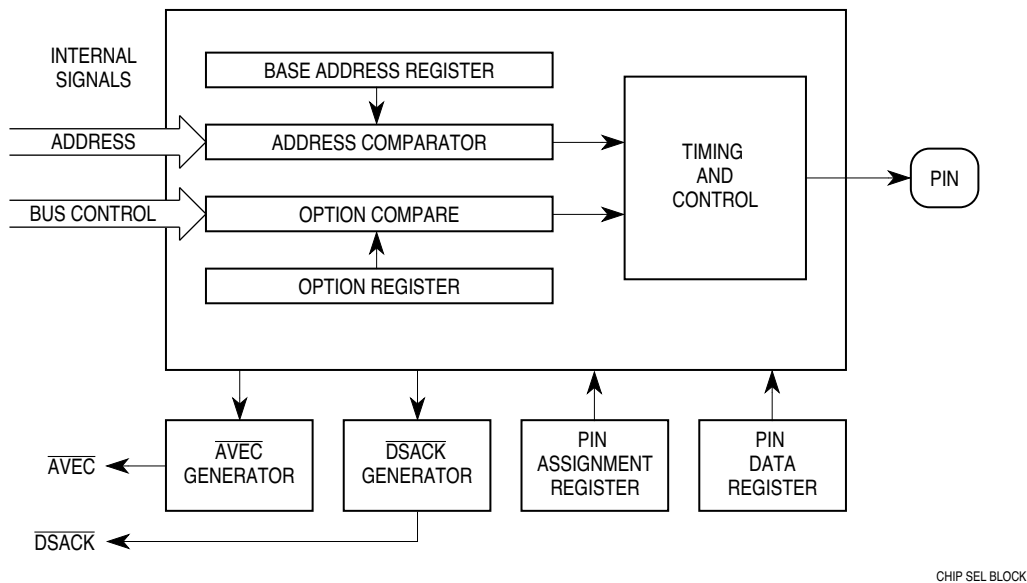 INTERNAL
SIGNALS
BASE ADDRESS REGISTER
ADDRESS
ADDRESS COMPARATOR
TIMING
AND
CONTROL
PIN
BUS CONTROL
OPTION COMPARE
OPTION REGISTER
AVEC
GENERATOR
DSACK
GENERATOR
PIN
ASSIGNMENT
REGISTER
PIN
DATA
REGISTER
AVEC
DSACK
CHIP SEL BLOCK